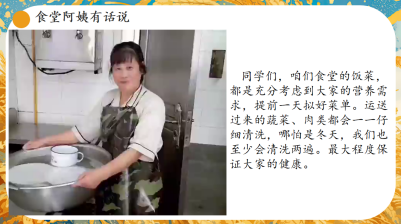 食堂阿姨有话说
同学们，咱们食堂的饭菜，
都是充分考虑到大家的营养需
求，提前一天拟好菜单。运送
过来的蔬菜、肉类都会一一仔
细清洗，哪怕是冬天，我们也
至少会清洗两遍。最大程度保
证大家的健康。